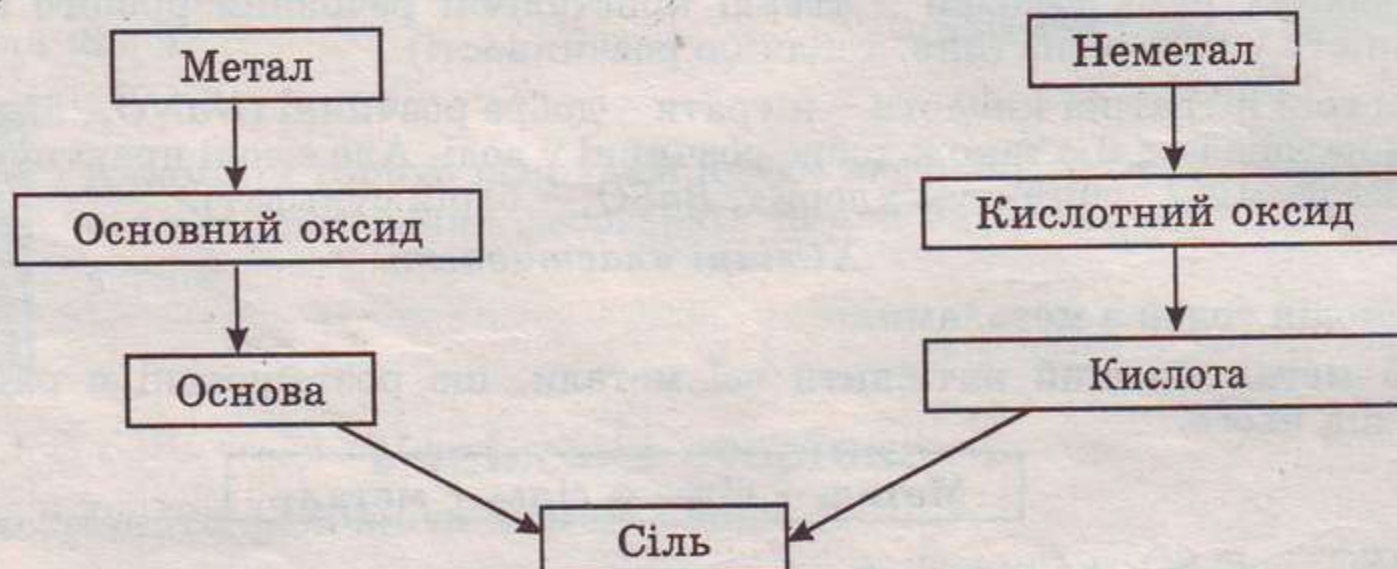 Метал
Неметал
Основний оксид
Кислотний оксид
Основа
Кислота
Сіль